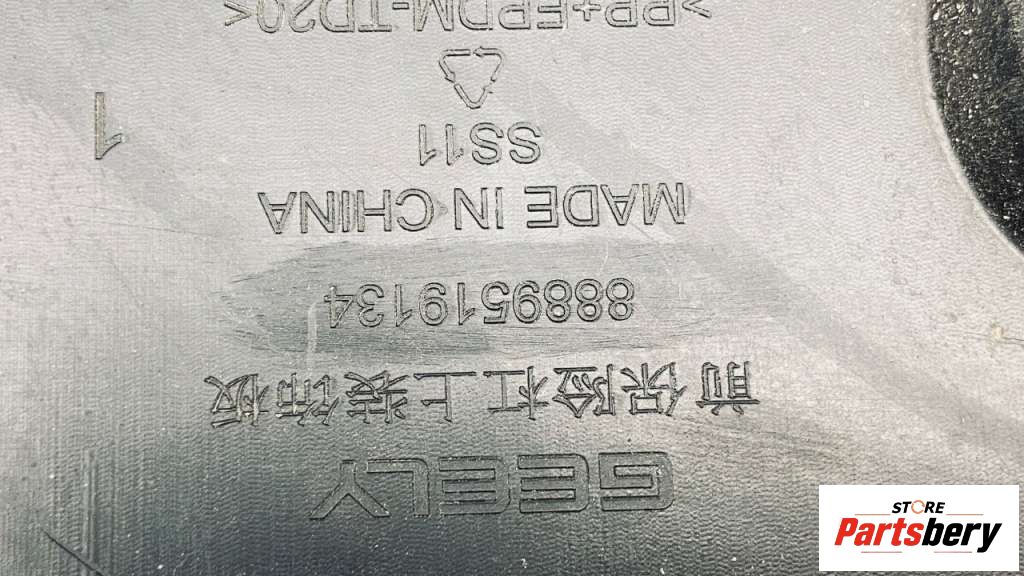 GEELY
前保险杠上装饰板
8889519134
MADE IN CHINA
SS11
1
>PP+EPDM-TD20<
STORE
Partsbery